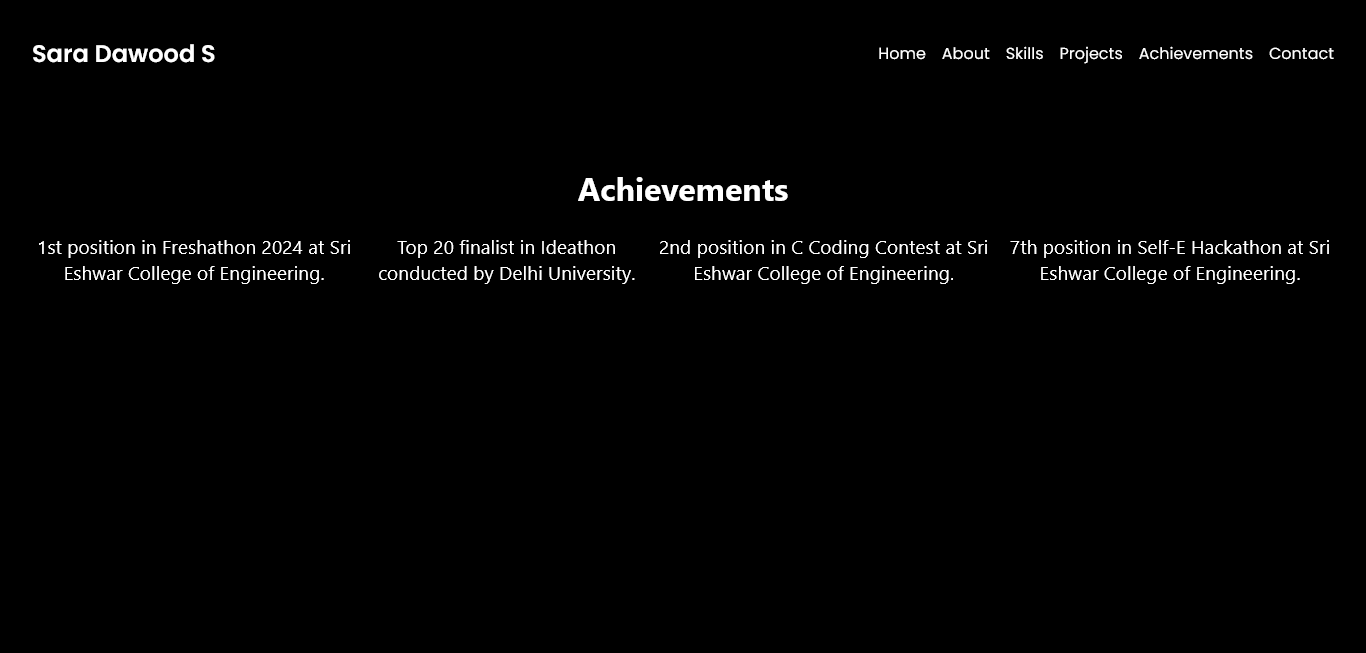 Sara Dawood S
Home About Skills Projects Achievements Contact
Achievements
1st position in Freshathon 2024 at Sri
Eshwar College of Engineering.
Top 20 finalist in Ideathon
conducted by Delhi University.
2nd position in C Coding Contest at Sri
Eshwar College of Engineering.
7th position in Self-E Hackathon at Sri
Eshwar College of Engineering.